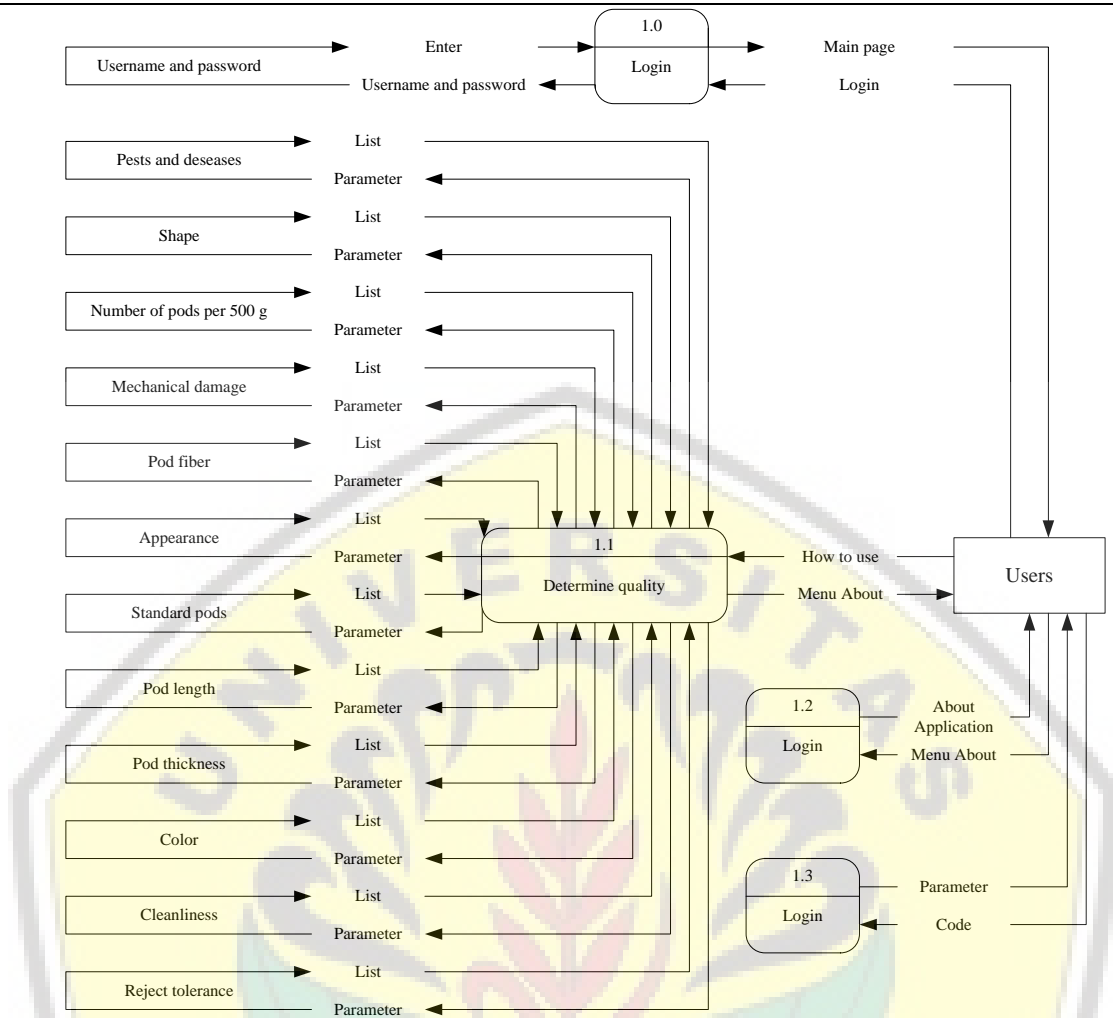 1.0
Enter
Main page
Username and password
Login
Username and password
Login
List
Pests and deseases
Parameter
List
Shape
Parameter
List
Number of pods per 500 g
Parameter
List
Mechanical damage
Parameter
List
Pod fiber
Parameter
List
Appearance
Parameter
1.1
Determine quality
How to use
Menu About
Users
List
Standard pods
Parameter
List
Pod length
Parameter
List
Pod thickness
Parameter
List
Color
Parameter
List
Cleanliness
Parameter
List
Reject tolerance
Parameter
1.2
Login
About
Application
Menu About
1.3
Login
Parameter
Code
UNIVERSITAS